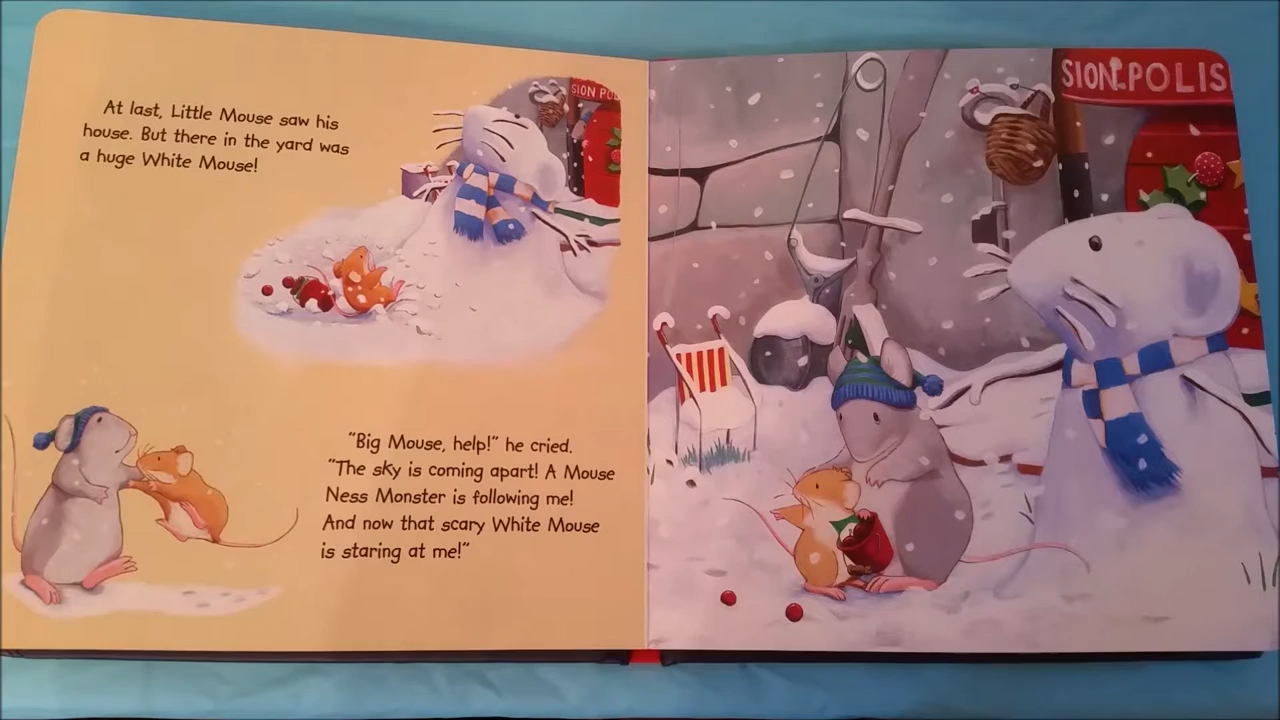 At last, Little Mouse saw his
house. But there in the yard was
a huge White Mouse!
SION POL
"Big Mouse, help!" he cried.
"The sky is coming apart! A Mouse
Ness Monster is following me!
And now that scary White Mouse
is staring at me!"
SION.POLIS